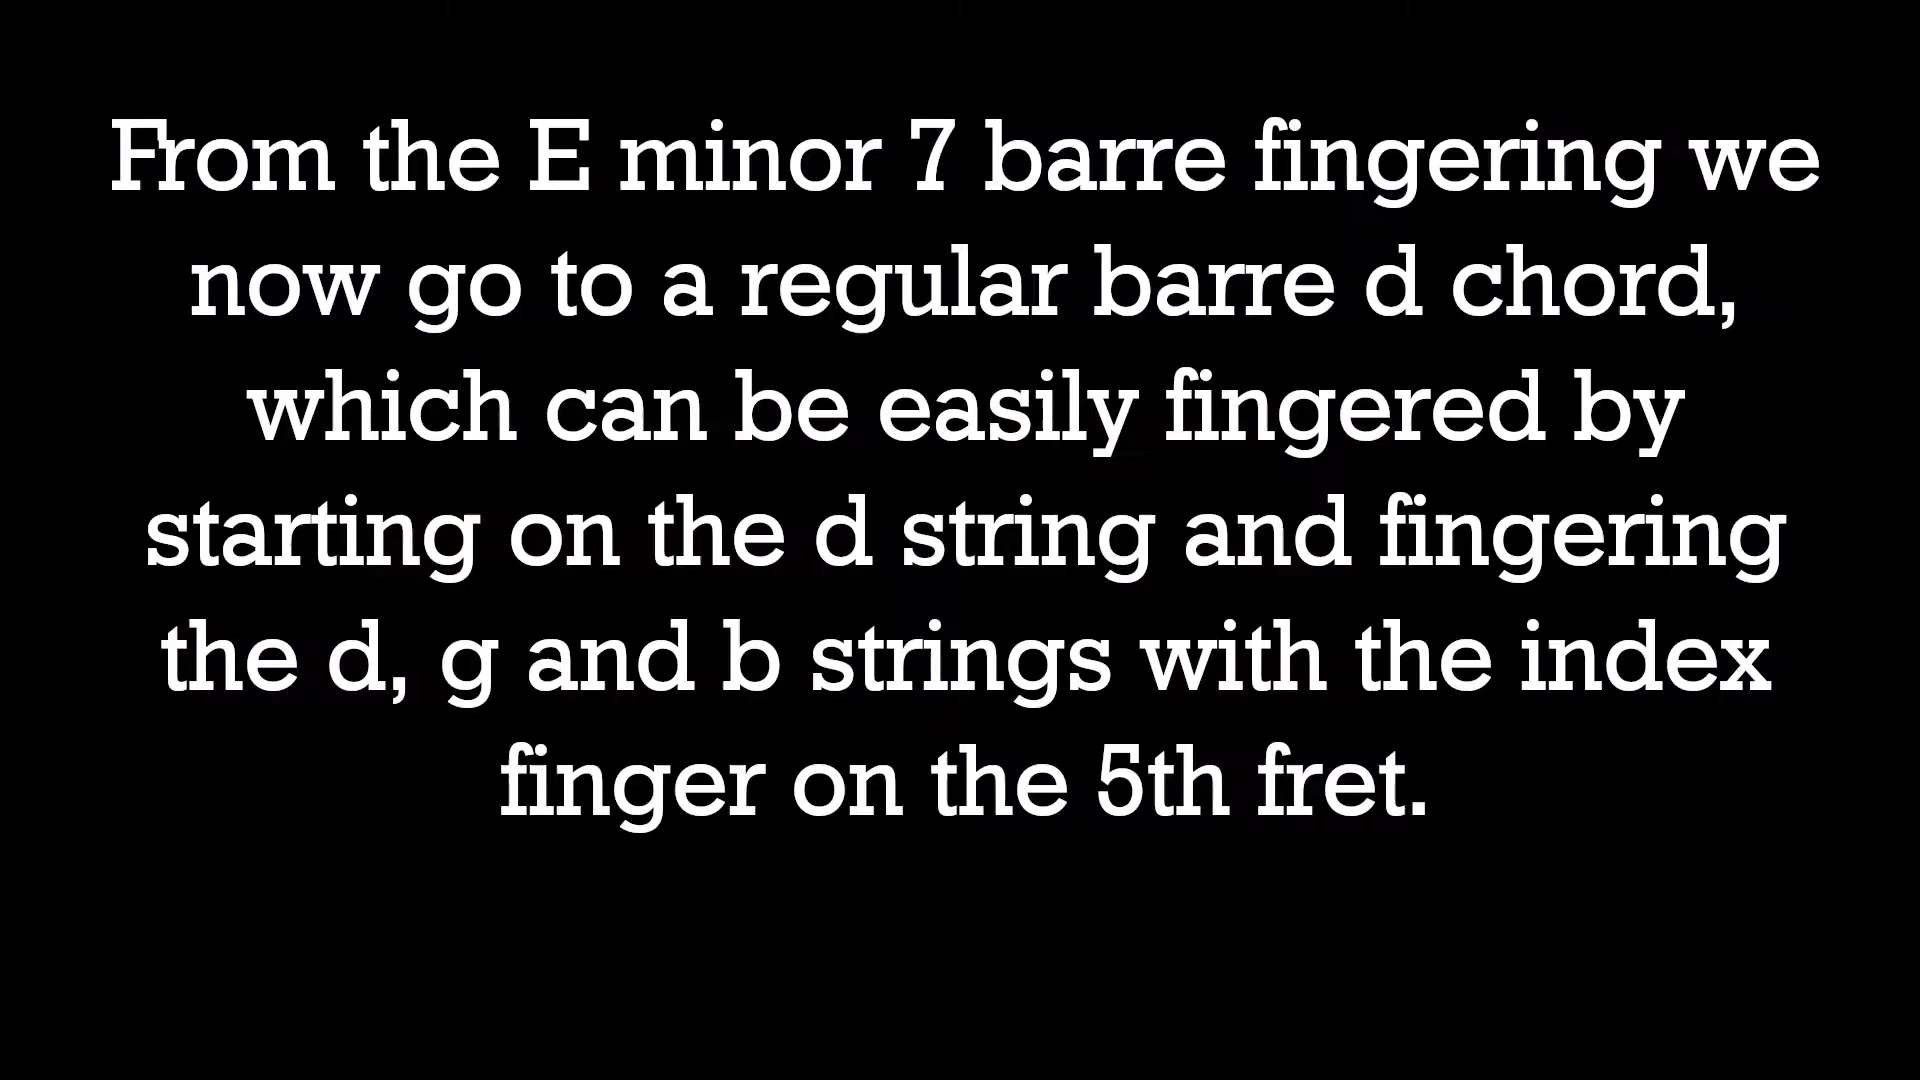 From the E minor 7 barre fingering we
now go to a regular barre d chord,
which can be easily fingered by
starting on the d string and fingering
the d, g and b strings with the index
finger on the 5th fret.